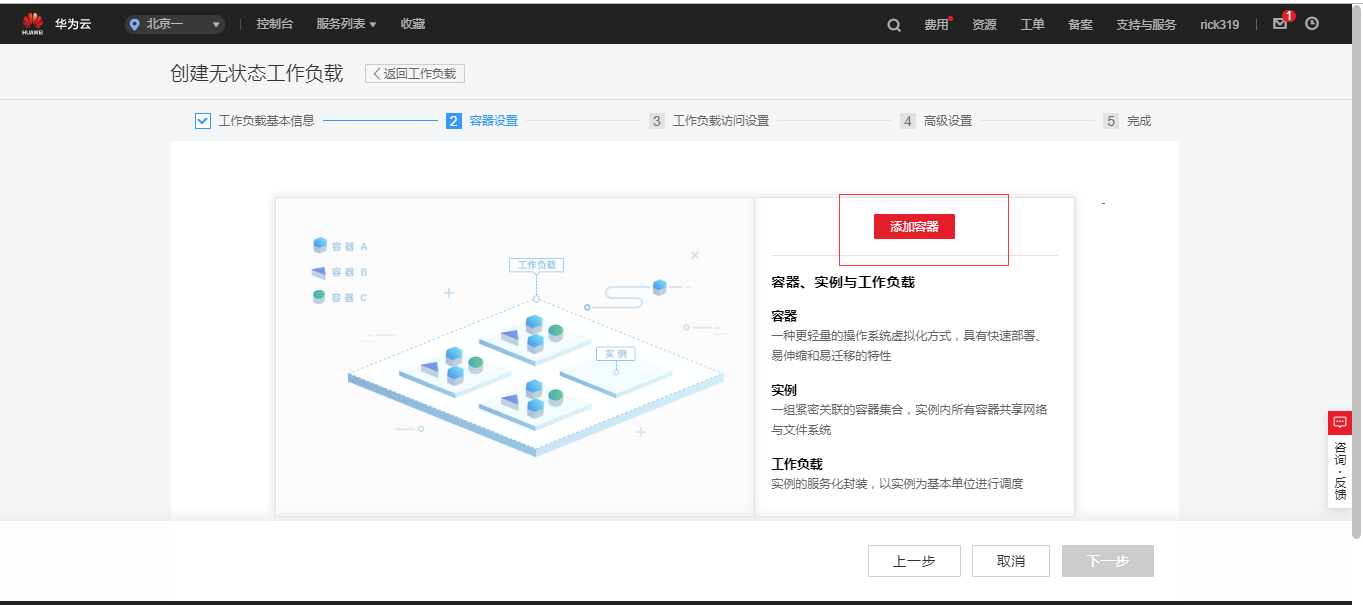 HUAWEI
华为云
北京一
控制台
服务列表
收藏
费用
资源
工单
备案
支持与服务
rick319
1
创建无状态工作负载
返回工作负载
工作负载基本信息
2 容器设置
3 工作负载访问设置
4 高级设置
5 完成
容器 A
容器 B
容器 C
工作负载
实例
添加容器
容器、实例与工作负载
容器
一种更轻量的操作系统虚拟化方式，具有快速部署、
易伸缩和易迁移的特性
实例
一组紧密关联的容器集合，实例内所有容器共享网络
与文件系统
工作负载
实例的服务化封装，以实例为基本单位进行调度
咨询·反馈
上一步
取消
下一步